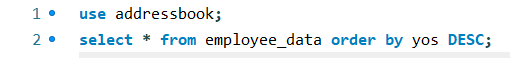 1 use addressbook;
2 select * from employee_data order by yos DESC;